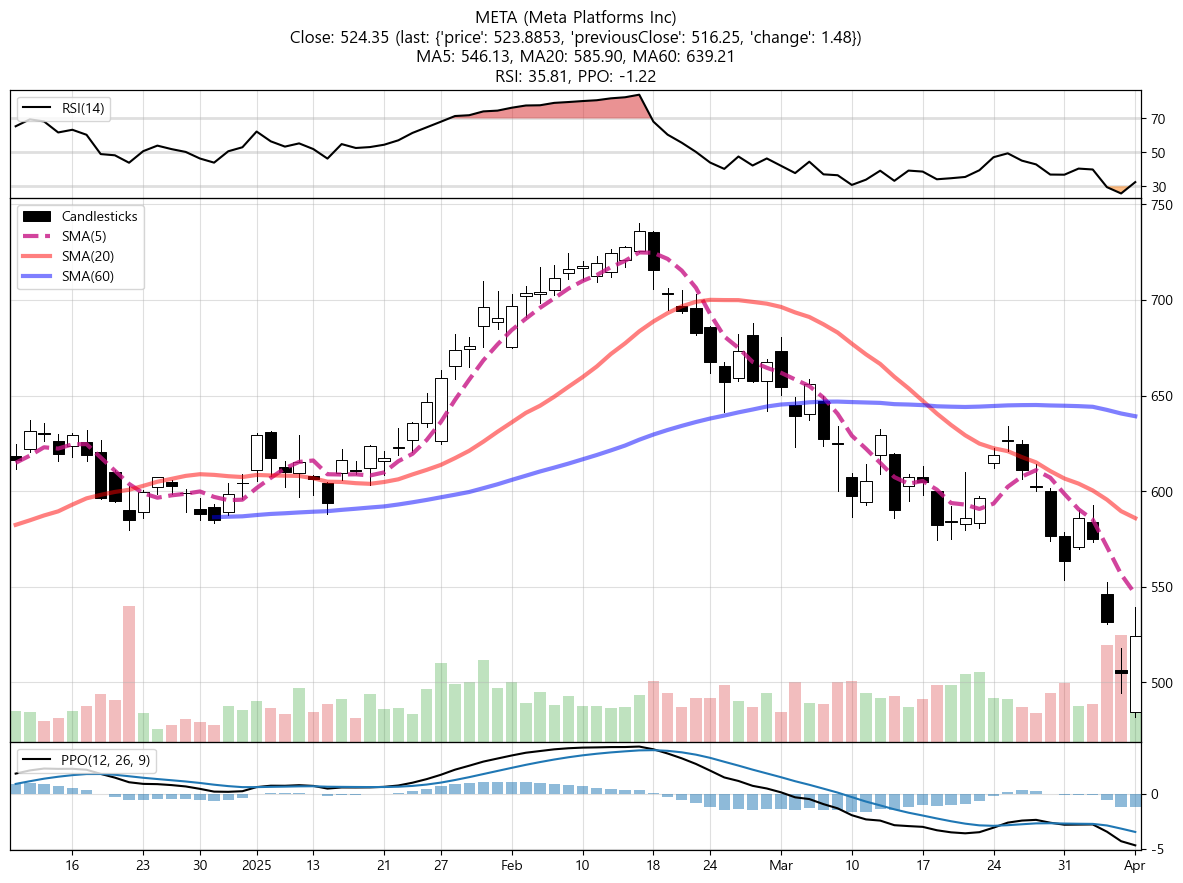 META (Meta Platforms Inc)
Close: 524.35 (last: {'price': 523.8853, 'previousClose': 516.25, 'change': 1.48})
MA5: 546.13, MA20: 585.90, MA60: 639.21
RSI: 35.81, PPO: -1.22
RSI(14)
70
50
30
Candlesticks
SMA(5)
SMA(20)
SMA(60)
750
700
650
600
550
500
PPO(12, 26, 9)
0
-5
16 23 30 2025 13 21 27 Feb 10 18 24 Mar 10 17 24 31 Apr